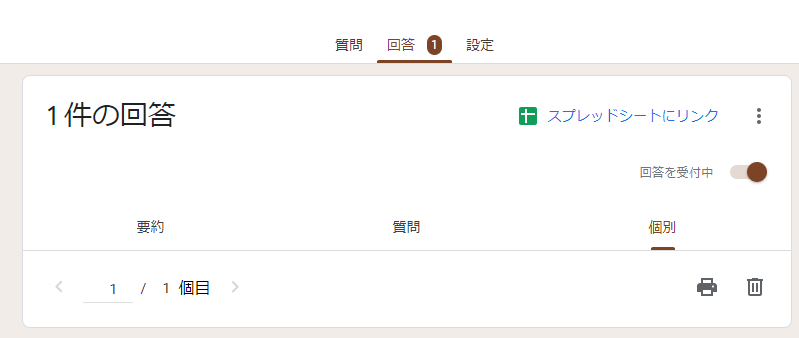 質問 回答 1 設定
1 件の回答 スプレッドシートにリンク
回答を受付中
要約 質問 個別
1 / 1 個目